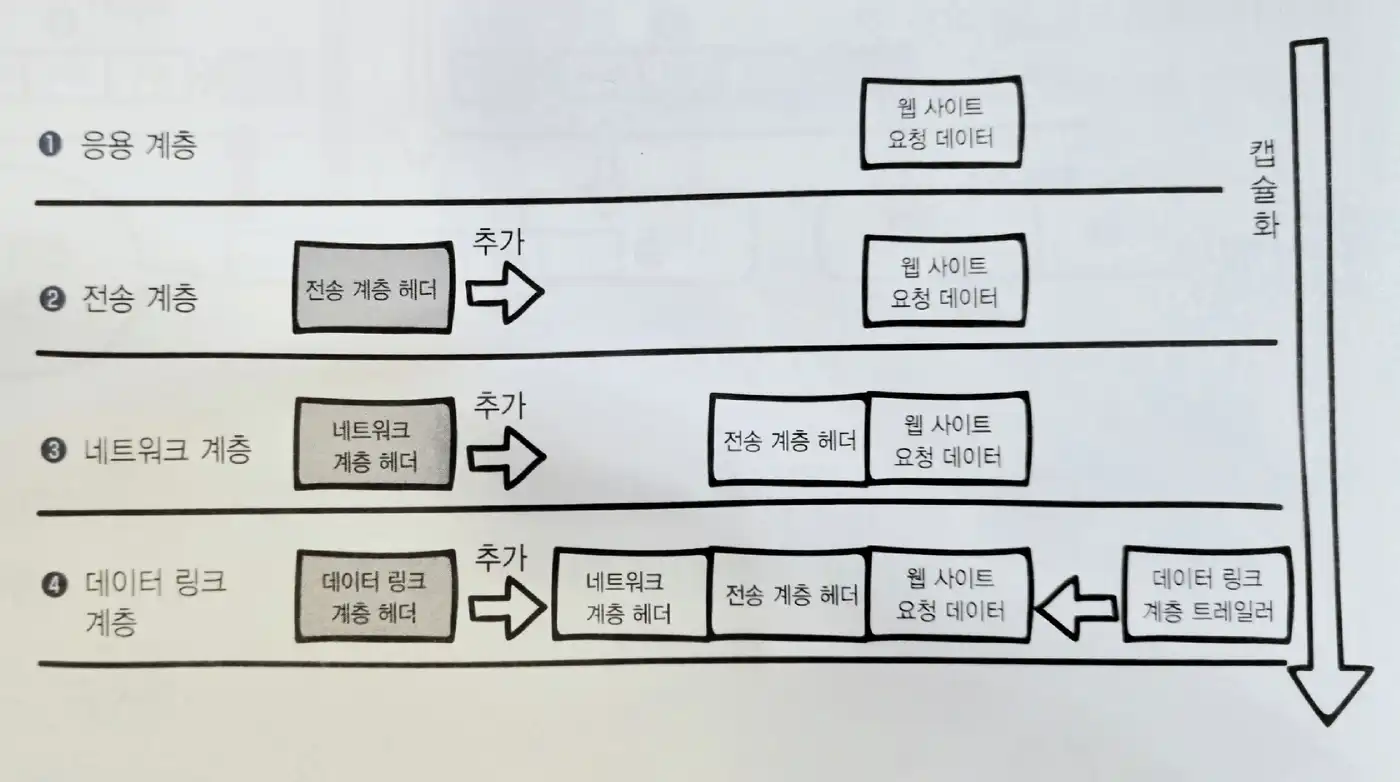 ❶ 응용 계층
웹 사이트
요청 데이터
캡
슐
화
❷ 전송 계층
전송 계층 헤더
추가
웹 사이트
요청 데이터
❸ 네트워크 계층
네트워크
계층 헤더
추가
전송 계층 헤더
웹 사이트
요청 데이터
❹ 데이터 링크
계층
데이터 링크
계층 헤더
추가
네트워크
계층 헤더
전송 계층 헤더
웹 사이트
요청 데이터
데이터 링크
계층 트레일러